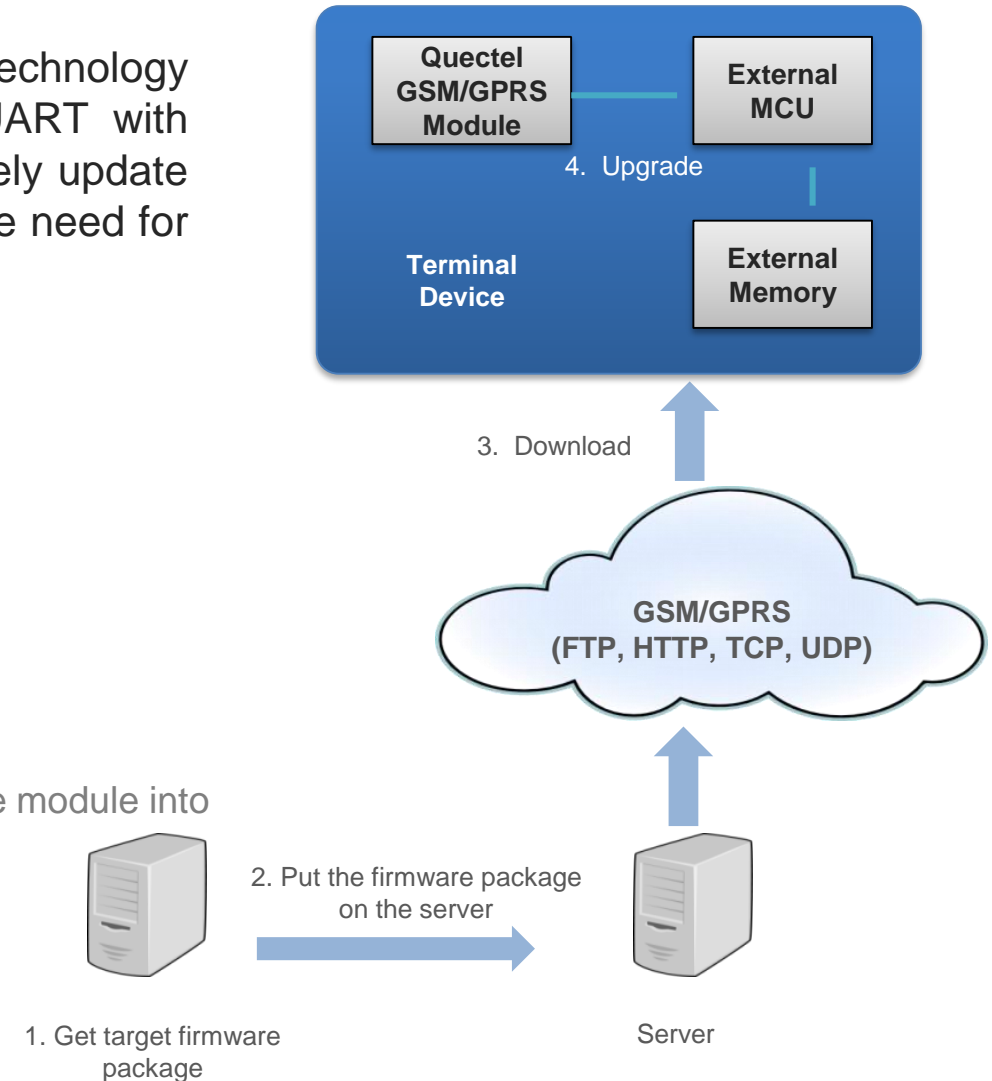 echnology
UART with
ely update
e need for
Quectel
GSM/GPRS
Module
External
MCU
4. Upgrade
Terminal
Device
External
Memory
3. Download
GSM/GPRS
(FTP, HTTP, TCP, UDP)
e module into
2. Put the firmware package
on the server
1. Get target firmware
package
Server